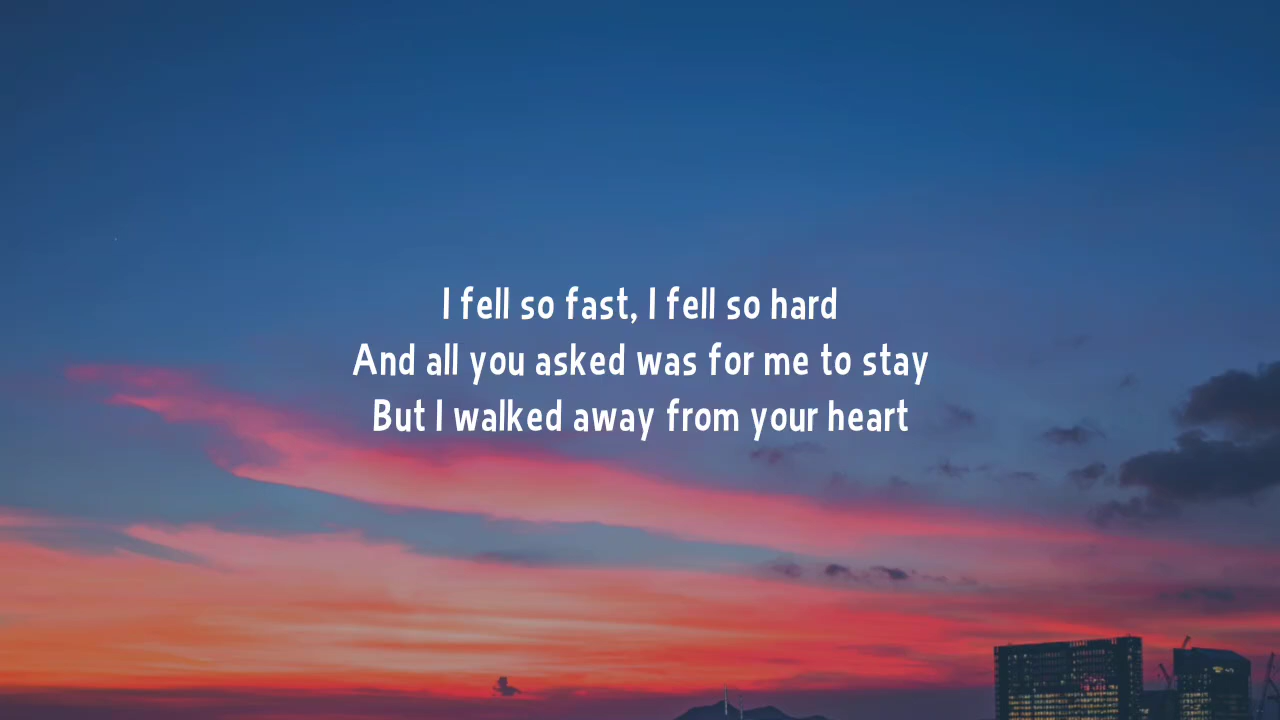 I fell so fast, I fell so hard
And all you asked was for me to stay
But I walked away from your heart